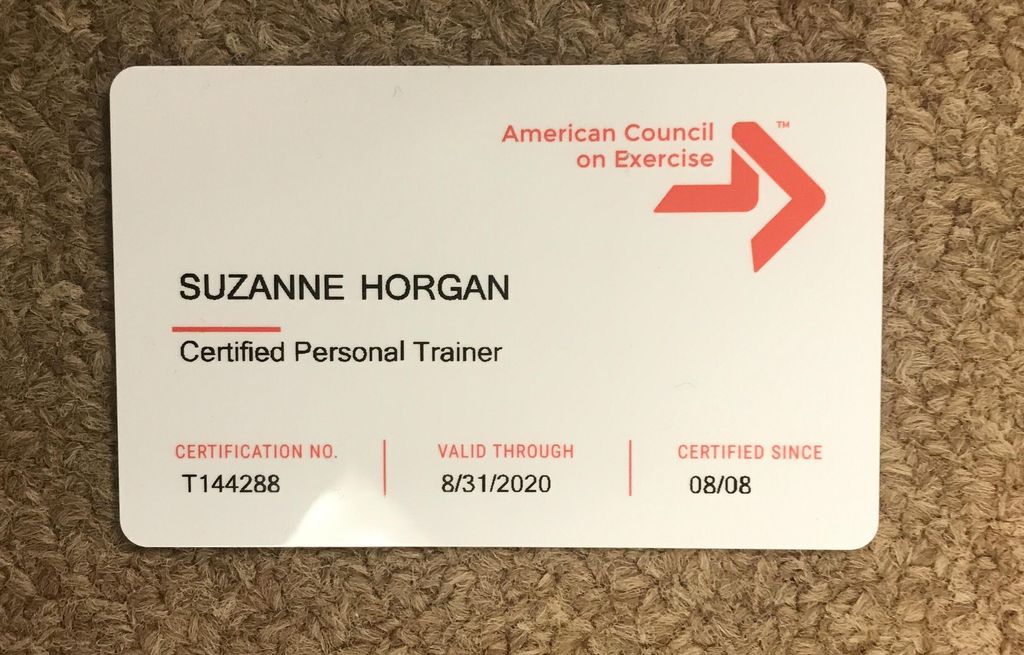 American Council
on Exercise
™
SUZANNE HORGAN
Certified Personal Trainer
CERTIFICATION NO.
T144288
VALID THROUGH
8/31/2020
CERTIFIED SINCE
08/08